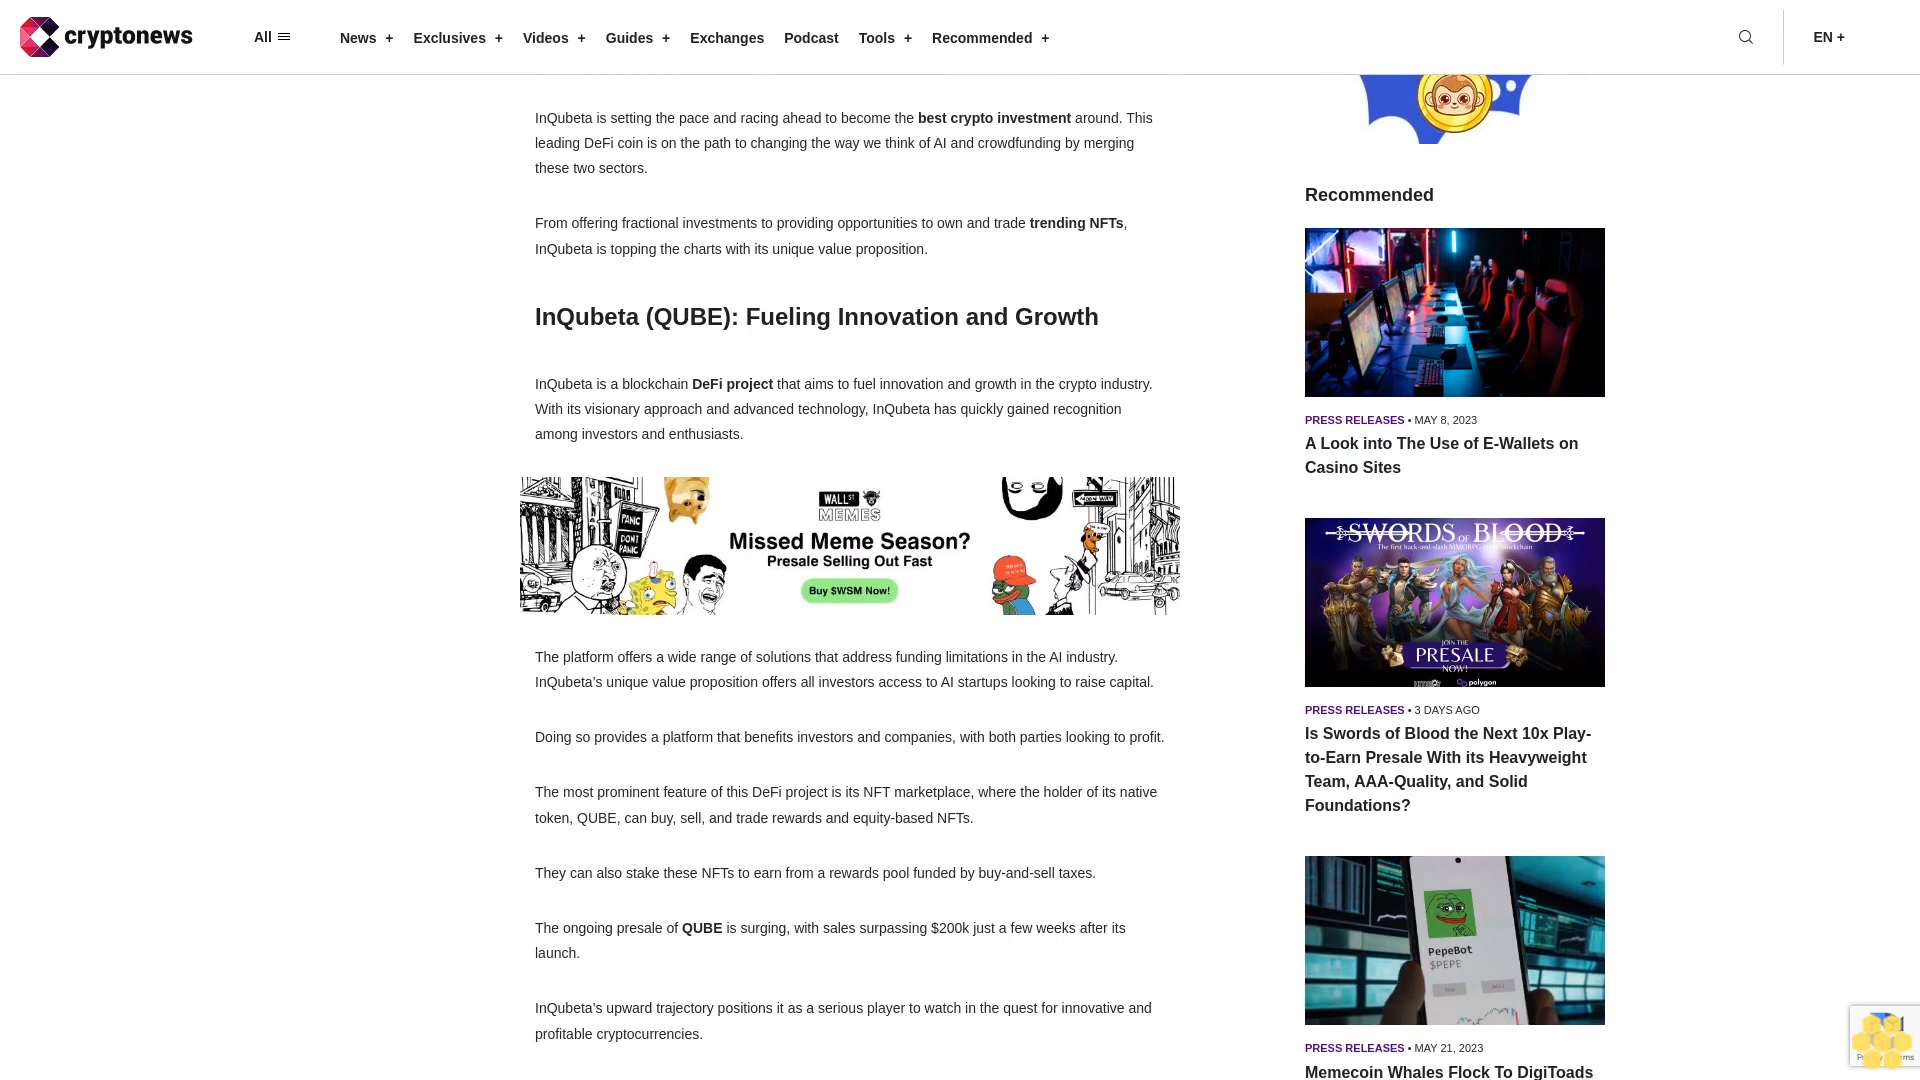 cryptonews
All
News +
Exclusives +
Videos +
Guides +
Exchanges
Podcast
Tools +
Recommended +
EN +
InQubeta is setting the pace and racing ahead to become the best crypto investment around. This
leading DeFi coin is on the path to changing the way we think of AI and crowdfunding by merging
these two sectors.
From offering fractional investments to providing opportunities to own and trade trending NFTs,
InQubeta is topping the charts with its unique value proposition.
InQubeta (QUBE): Fueling Innovation and Growth
InQubeta is a blockchain DeFi project that aims to fuel innovation and growth in the crypto industry.
With its visionary approach and advanced technology, InQubeta has quickly gained recognition
among investors and enthusiasts.
PANIC
DONT
PANIC
WALL ST
MEMES
Missed Meme Season?
Presale Selling Out Fast
Buy $WSM Now!
The platform offers a wide range of solutions that address funding limitations in the AI industry.
InQubeta’s unique value proposition offers all investors access to AI startups looking to raise capital.
Doing so provides a platform that benefits investors and companies, with both parties looking to profit.
The most prominent feature of this DeFi project is its NFT marketplace, where the holder of its native
token, QUBE, can buy, sell, and trade rewards and equity-based NFTs.
They can also stake these NFTs to earn from a rewards pool funded by buy-and-sell taxes.
The ongoing presale of QUBE is surging, with sales surpassing $200k just a few weeks after its
launch.
InQubeta’s upward trajectory positions it as a serious player to watch in the quest for innovative and
profitable cryptocurrencies.
Recommended
PRESS RELEASES • MAY 8, 2023
A Look into The Use of E-Wallets on
Casino Sites
SWORDS OF BLOOD
The first hack-and-slash MMORPG
JOIN THE
PRESALE
NOW!
polygon
PRESS RELEASES • 3 DAYS AGO
Is Swords of Blood the Next 10x Play-
to-Earn Presale With its Heavyweight
Team, AAA-Quality, and Solid
Foundations?
PepeBot
$PEPE
PRESS RELEASES • MAY 21, 2023
Memecoin Whales Flock To DigiToads